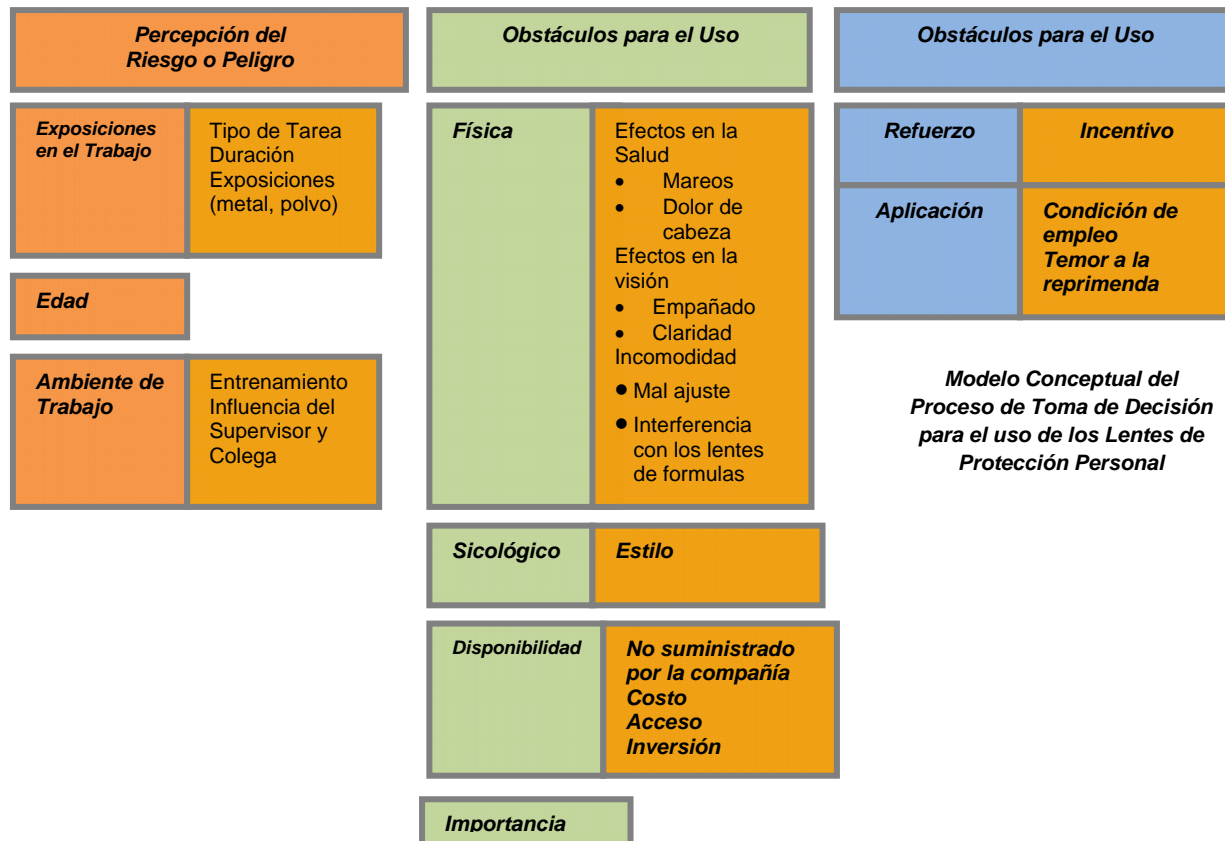 Percepción del
Riesgo o Peligro
Exposiciones
en el Trabajo
Tipo de Tarea
Duración
Exposiciones
(metal, polvo)
Edad
Ambiente de
Trabajo
Entrenamiento
Influencia del
Supervisor y
Colega
Obstáculos para el Uso
Física
Efectos en la
Salud
• Mareos
• Dolor de
cabeza
Efectos en la
visión
• Empañado
• Claridad
Incomodidad
• Mal ajuste
• Interferencia
con los lentes
de formulas
Sicológico
Estilo
Disponibilidad
No suministrado
por la compañía
Costo
Acceso
Inversión
Importancia
Obstáculos para el Uso
Refuerzo
Incentivo
Aplicación
Condición de
empleo
Temor a la
reprimenda
Modelo Conceptual del
Proceso de Toma de Decisión
para el uso de los Lentes de
Protección Personal